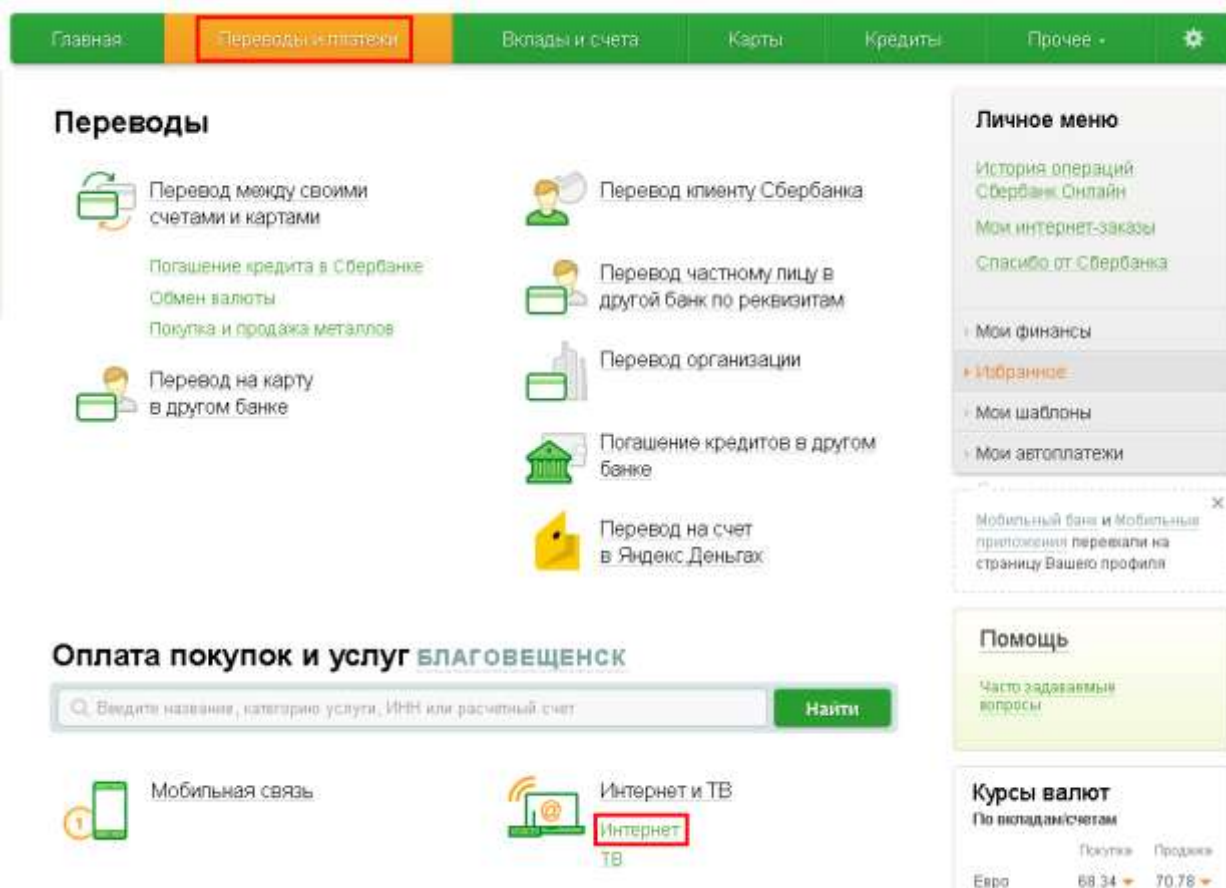 Главная Переводы и платежи Вклады и счета Карты Кредиты Прочее
Переводы
Перевод между своими
счетами и картами
Погашение кредита в Сбербанке
Обмен валюты
Покупка и продажа металлов
Перевод на карту
в другом банке
Перевод клиенту Сбербанка
Перевод частному лицу в
другой банк по реквизитам
Перевод организации
Погашение кредитов в другом
банке
Перевод на счет
в Яндекс.Деньгах
Оплата покупок и услуг БЛАГОВЕЩЕНСК
Введите название, категорию услуги, ИНН или расчетный счет
Найти
Мобильная связь
1
Интернет и ТВ
@
Интернет
ТВ
Личное меню
История операций
Сбербанк Онлайн
Мои интернет-заказы
Спасибо от Сбербанка
Мои финансы
Избранное
Мои шаблоны
Мои автоплатежи
Мобильный банк и Мобильные
приложения переехали на
страницу Вашего профиля
Помощь
Часто задаваемые
вопросы
Курсы валют
По вкладам/счетам
Покупка Продажа
Евро 68.34 70.78